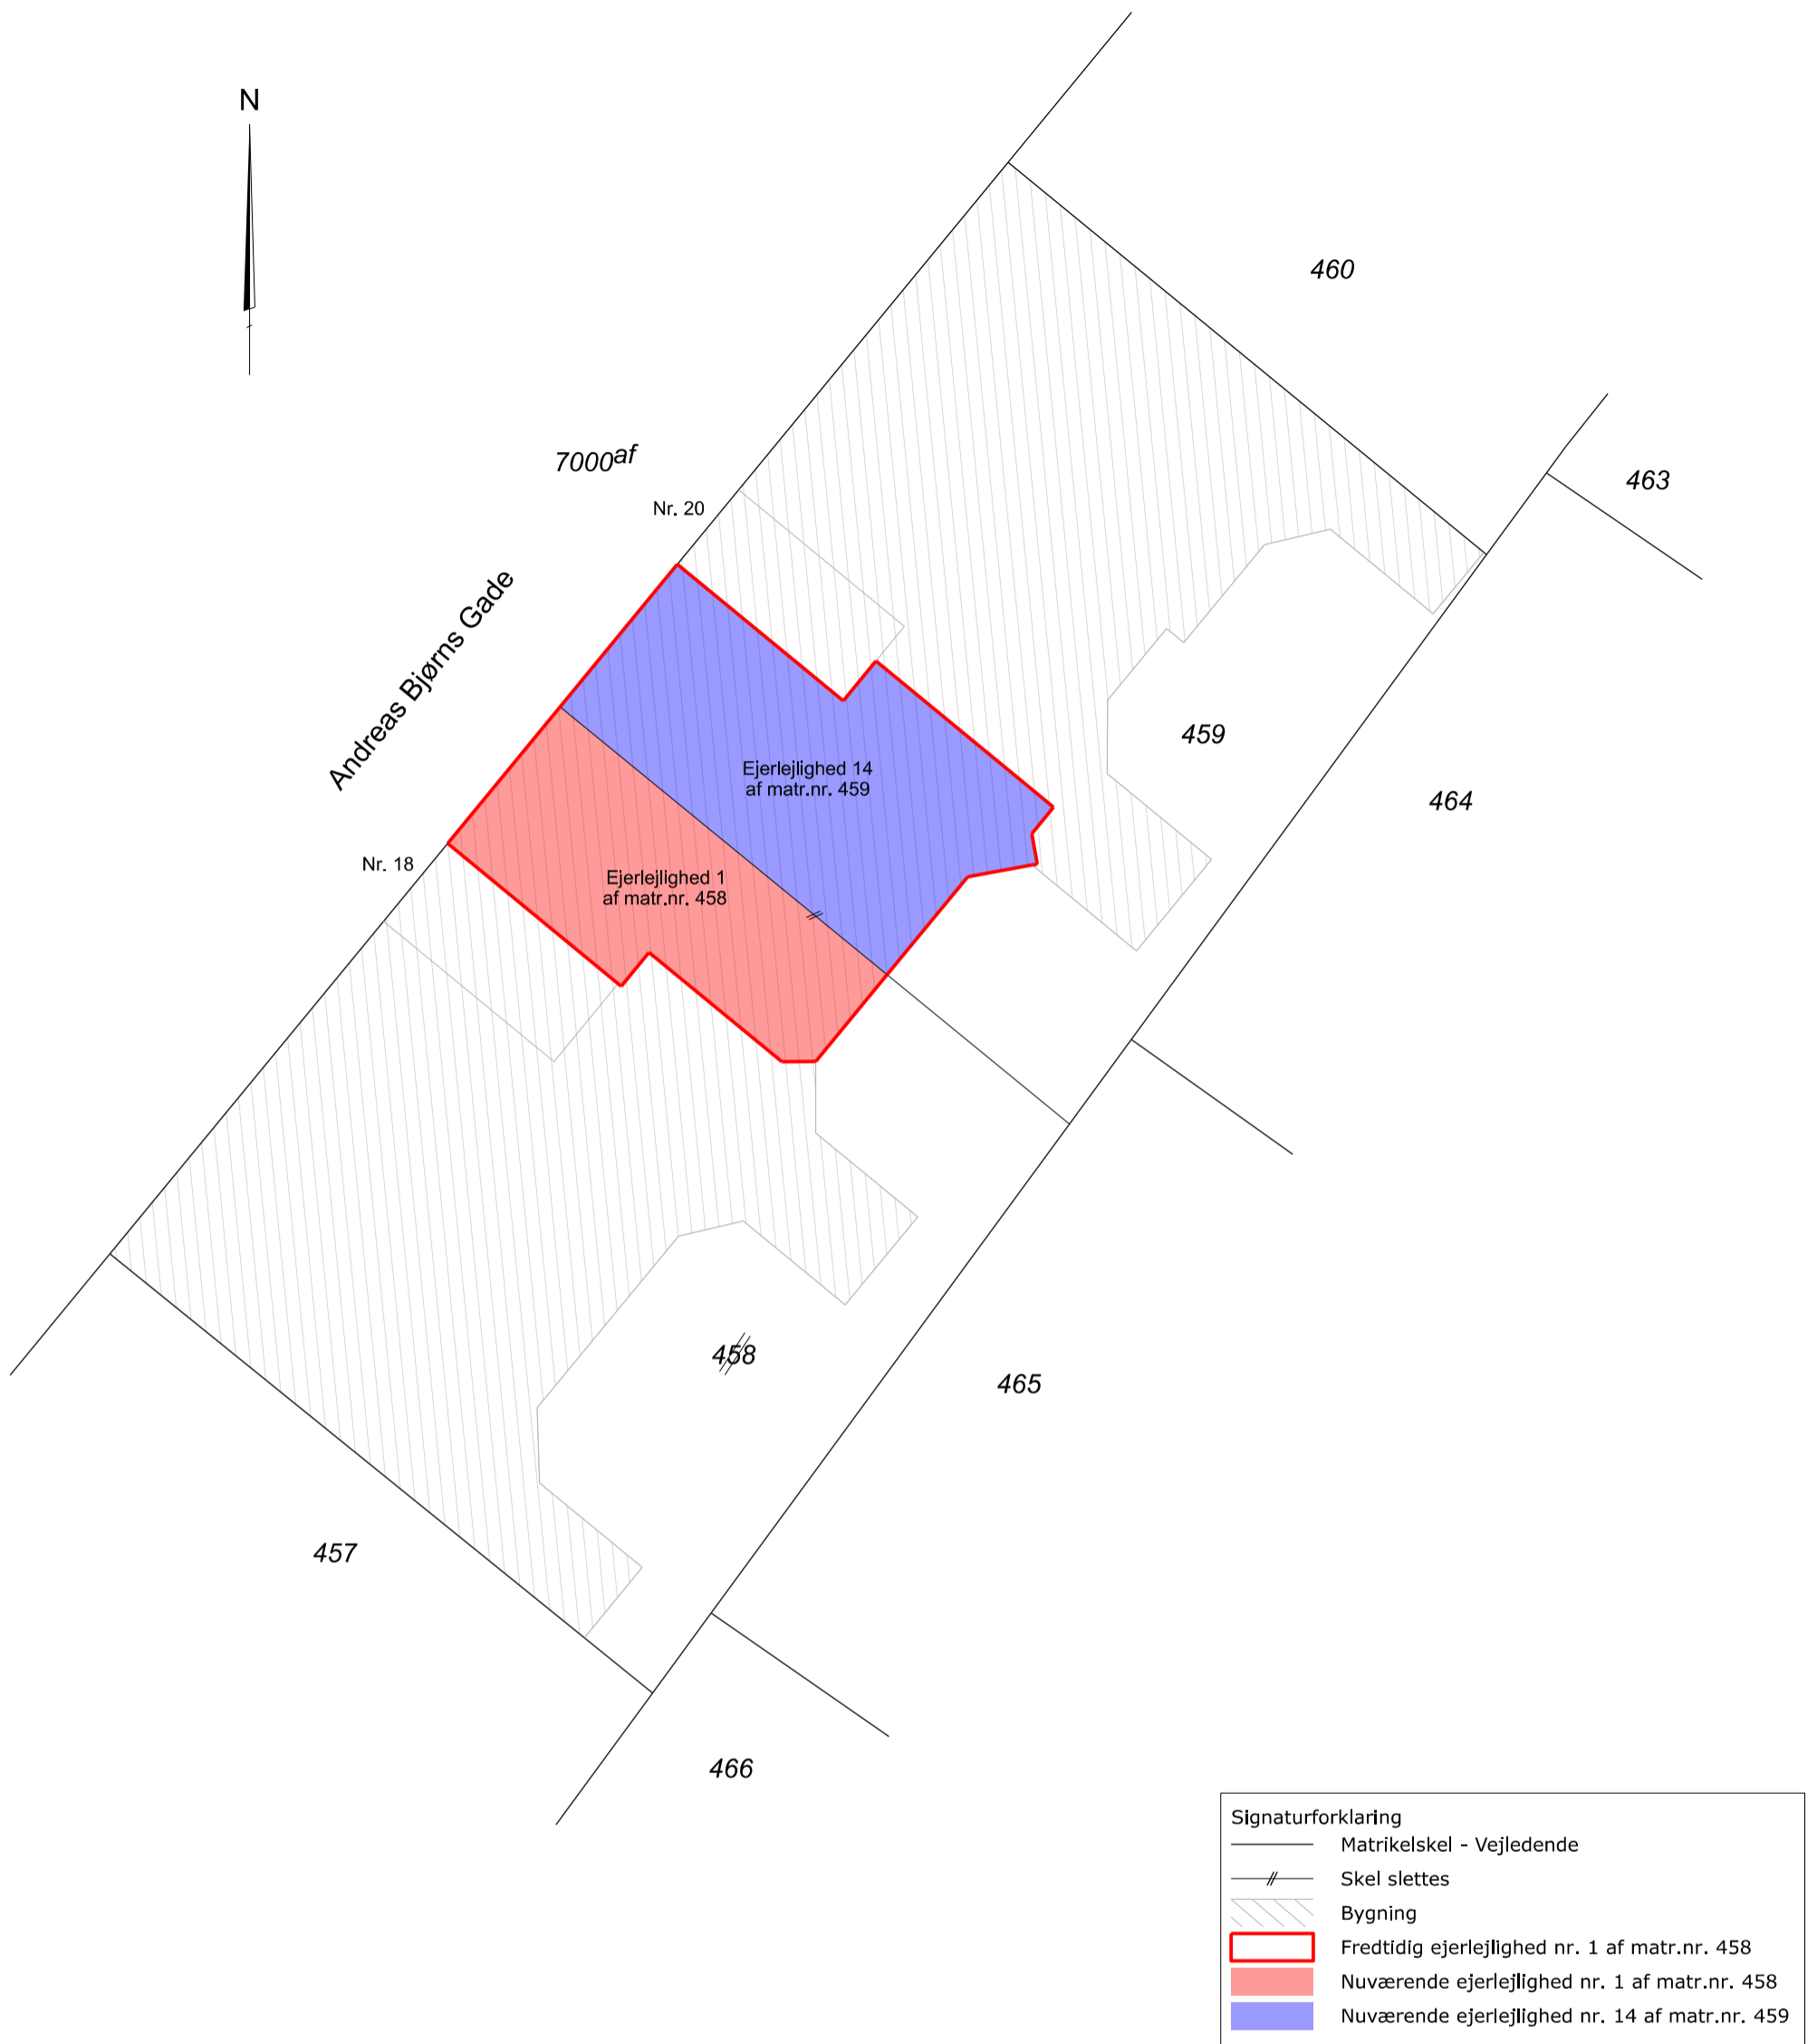 N
460
463
7000af
Nr. 20
Andreas Bjørns Gade
459
Ejerlejlighed 14
af matr.nr. 459
464
Nr. 18
Ejerlejlighed 1
af matr.nr. 458
458
465
457
466
Signaturforklaring
Matrikelskel - Vejledende
Skel slettes
Bygning
Fredtidig ejerlejlighed nr. 1 af matr.nr. 458
Nuværende ejerlejlighed nr. 1 af matr.nr. 458
Nuværende ejerlejlighed nr. 14 af matr.nr. 459